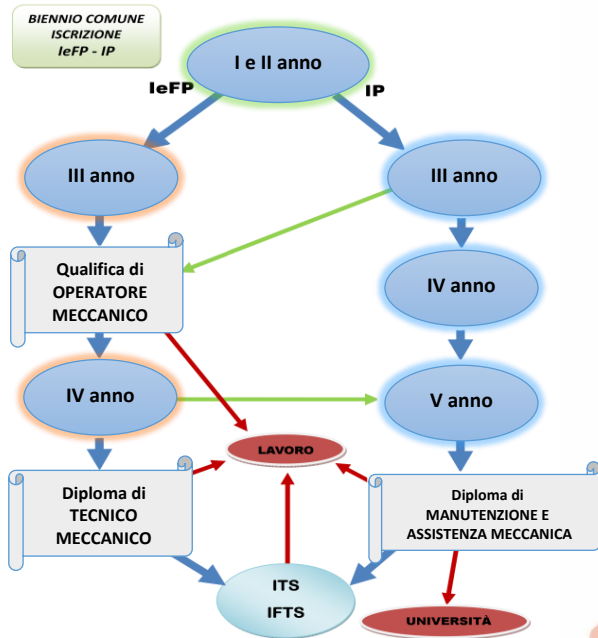 BIENNIO COMUNE
ISCRIZIONE
IeFP - IP
I e II anno
IeFP
IP
III anno
III anno
Qualifica di
OPERATORE
MECCANICO
IV anno
IV anno
V anno
LAVORO
Diploma di
TECNICO
MECCANICO
Diploma di
MANUTENZIONE E
ASSISTENZA MECCANICA
ITS
IFTS
UNIVERSITÀ